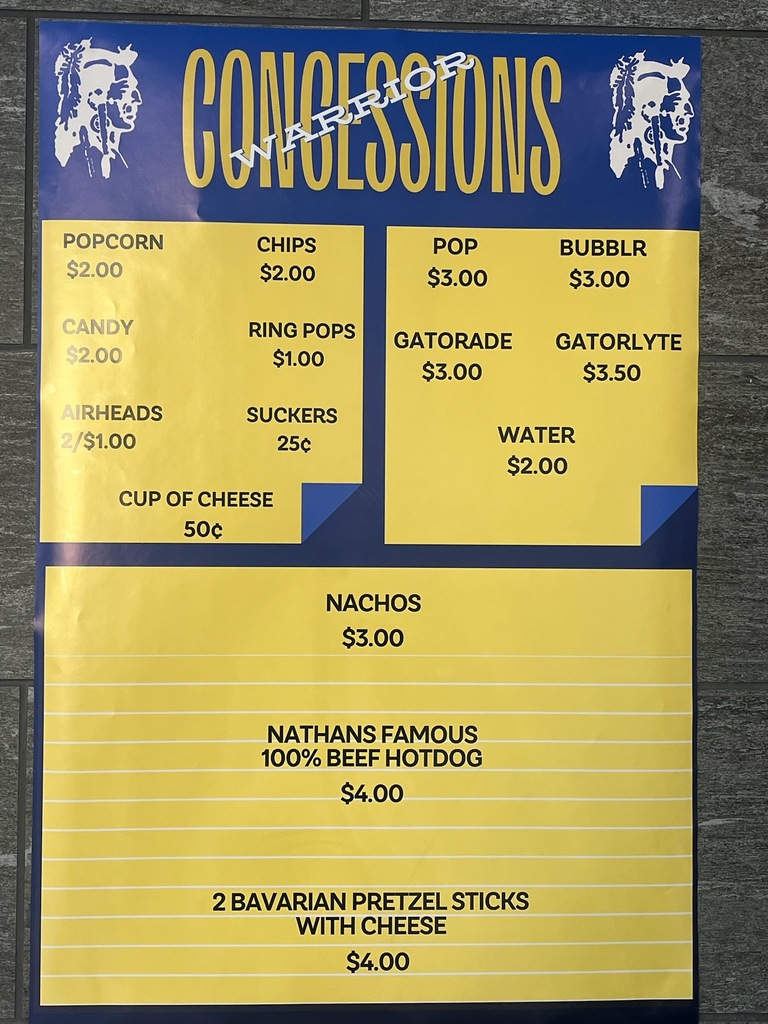 CONCESSIONS
WARRIOR
POPCORN
$2.00
CHIPS
$2.00
CANDY
$2.00
RING POPS
$1.00
AIRHEADS
2/$1.00
SUCKERS
25¢
CUP OF CHEESE
50¢
POP
$3.00
BUBBLR
$3.00
GATORADE
$3.00
GATORLYTE
$3.50
WATER
$2.00
NACHOS
$3.00
NATHANS FAMOUS
100% BEEF HOTDOG
$4.00
2 BAVARIAN PRETZEL STICKS
WITH CHEESE
$4.00